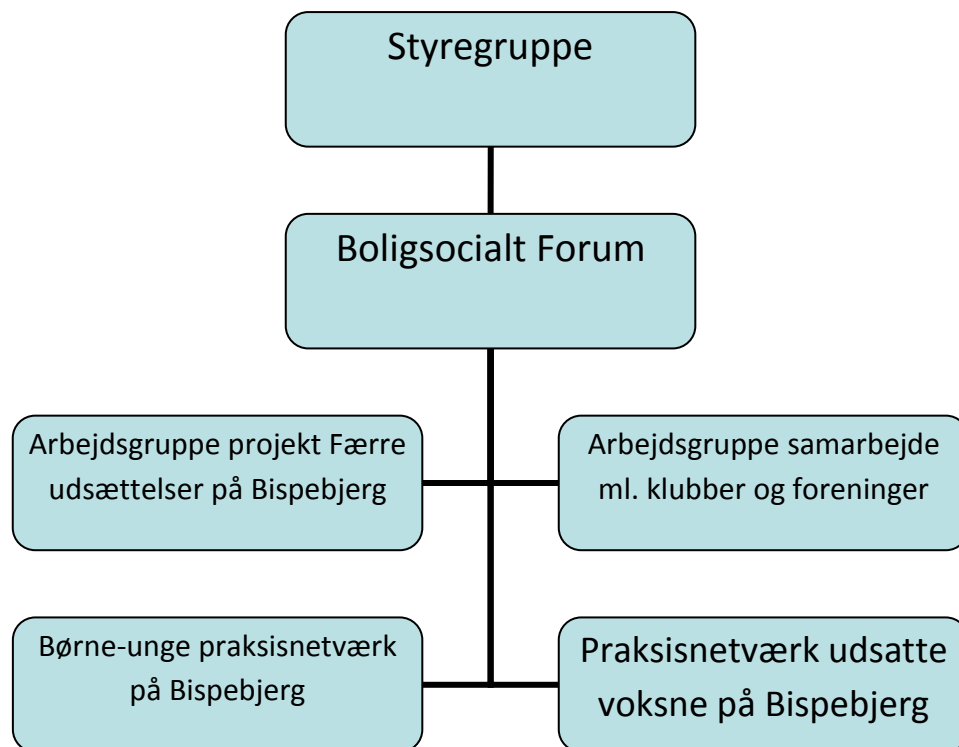 Styregruppe
Boligsocialt Forum
Arbejdsgruppe projekt Færre
udsættelser på Bispebjerg
Arbejdsgruppe samarbejde
ml. klubber og foreninger
Børne-unge praksisnetværk
på Bispebjerg
Praksisnetværk udsatte
voksne på Bispebjerg